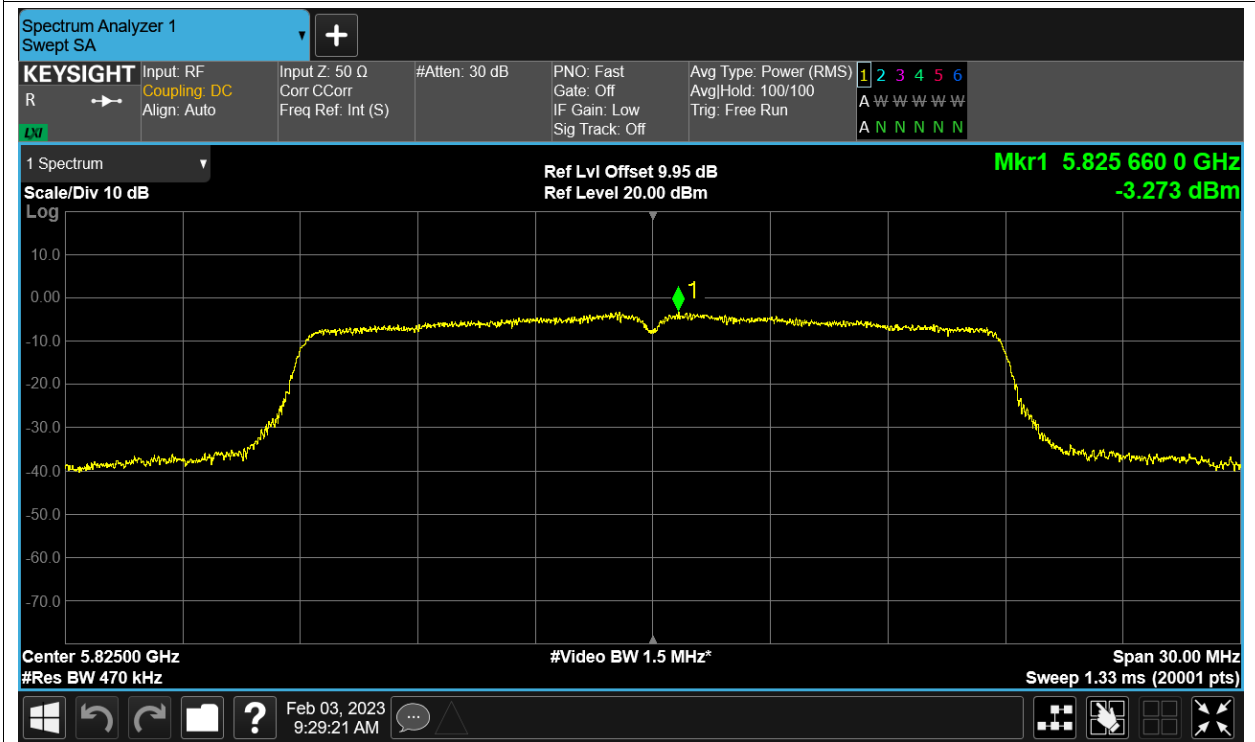 Spectrum Analyzer 1
Swept SA
+
KEYSIGHT
R
LXI
Input: RF
Coupling: DC
Align: Auto
Input Z: 50 Ω
Corr CCorr
Freq Ref: Int (S)
#Atten: 30 dB
PNO: Fast
Gate: Off
IF Gain: Low
Sig Track: Off
Avg Type: Power (RMS)
Avg|Hold: 100/100
Trig: Free Run
1 2 3 4 5 6
A W W W W W
A N N N N N
1 Spectrum
Scale/Div 10 dB
Log
Ref Lvl Offset 9.95 dB
Ref Level 20.00 dBm
Mkr1 5.825 660 0 GHz
-3.273 dBm
10.0
0.00
-10.0
-20.0
-30.0
-40.0
-50.0
-60.0
-70.0
1
Center 5.82500 GHz
#Res BW 470 kHz
#Video BW 1.5 MHz*
Span 30.00 MHz
Sweep 1.33 ms (20001 pts)
?
Feb 03, 2023
9:29:21 AM